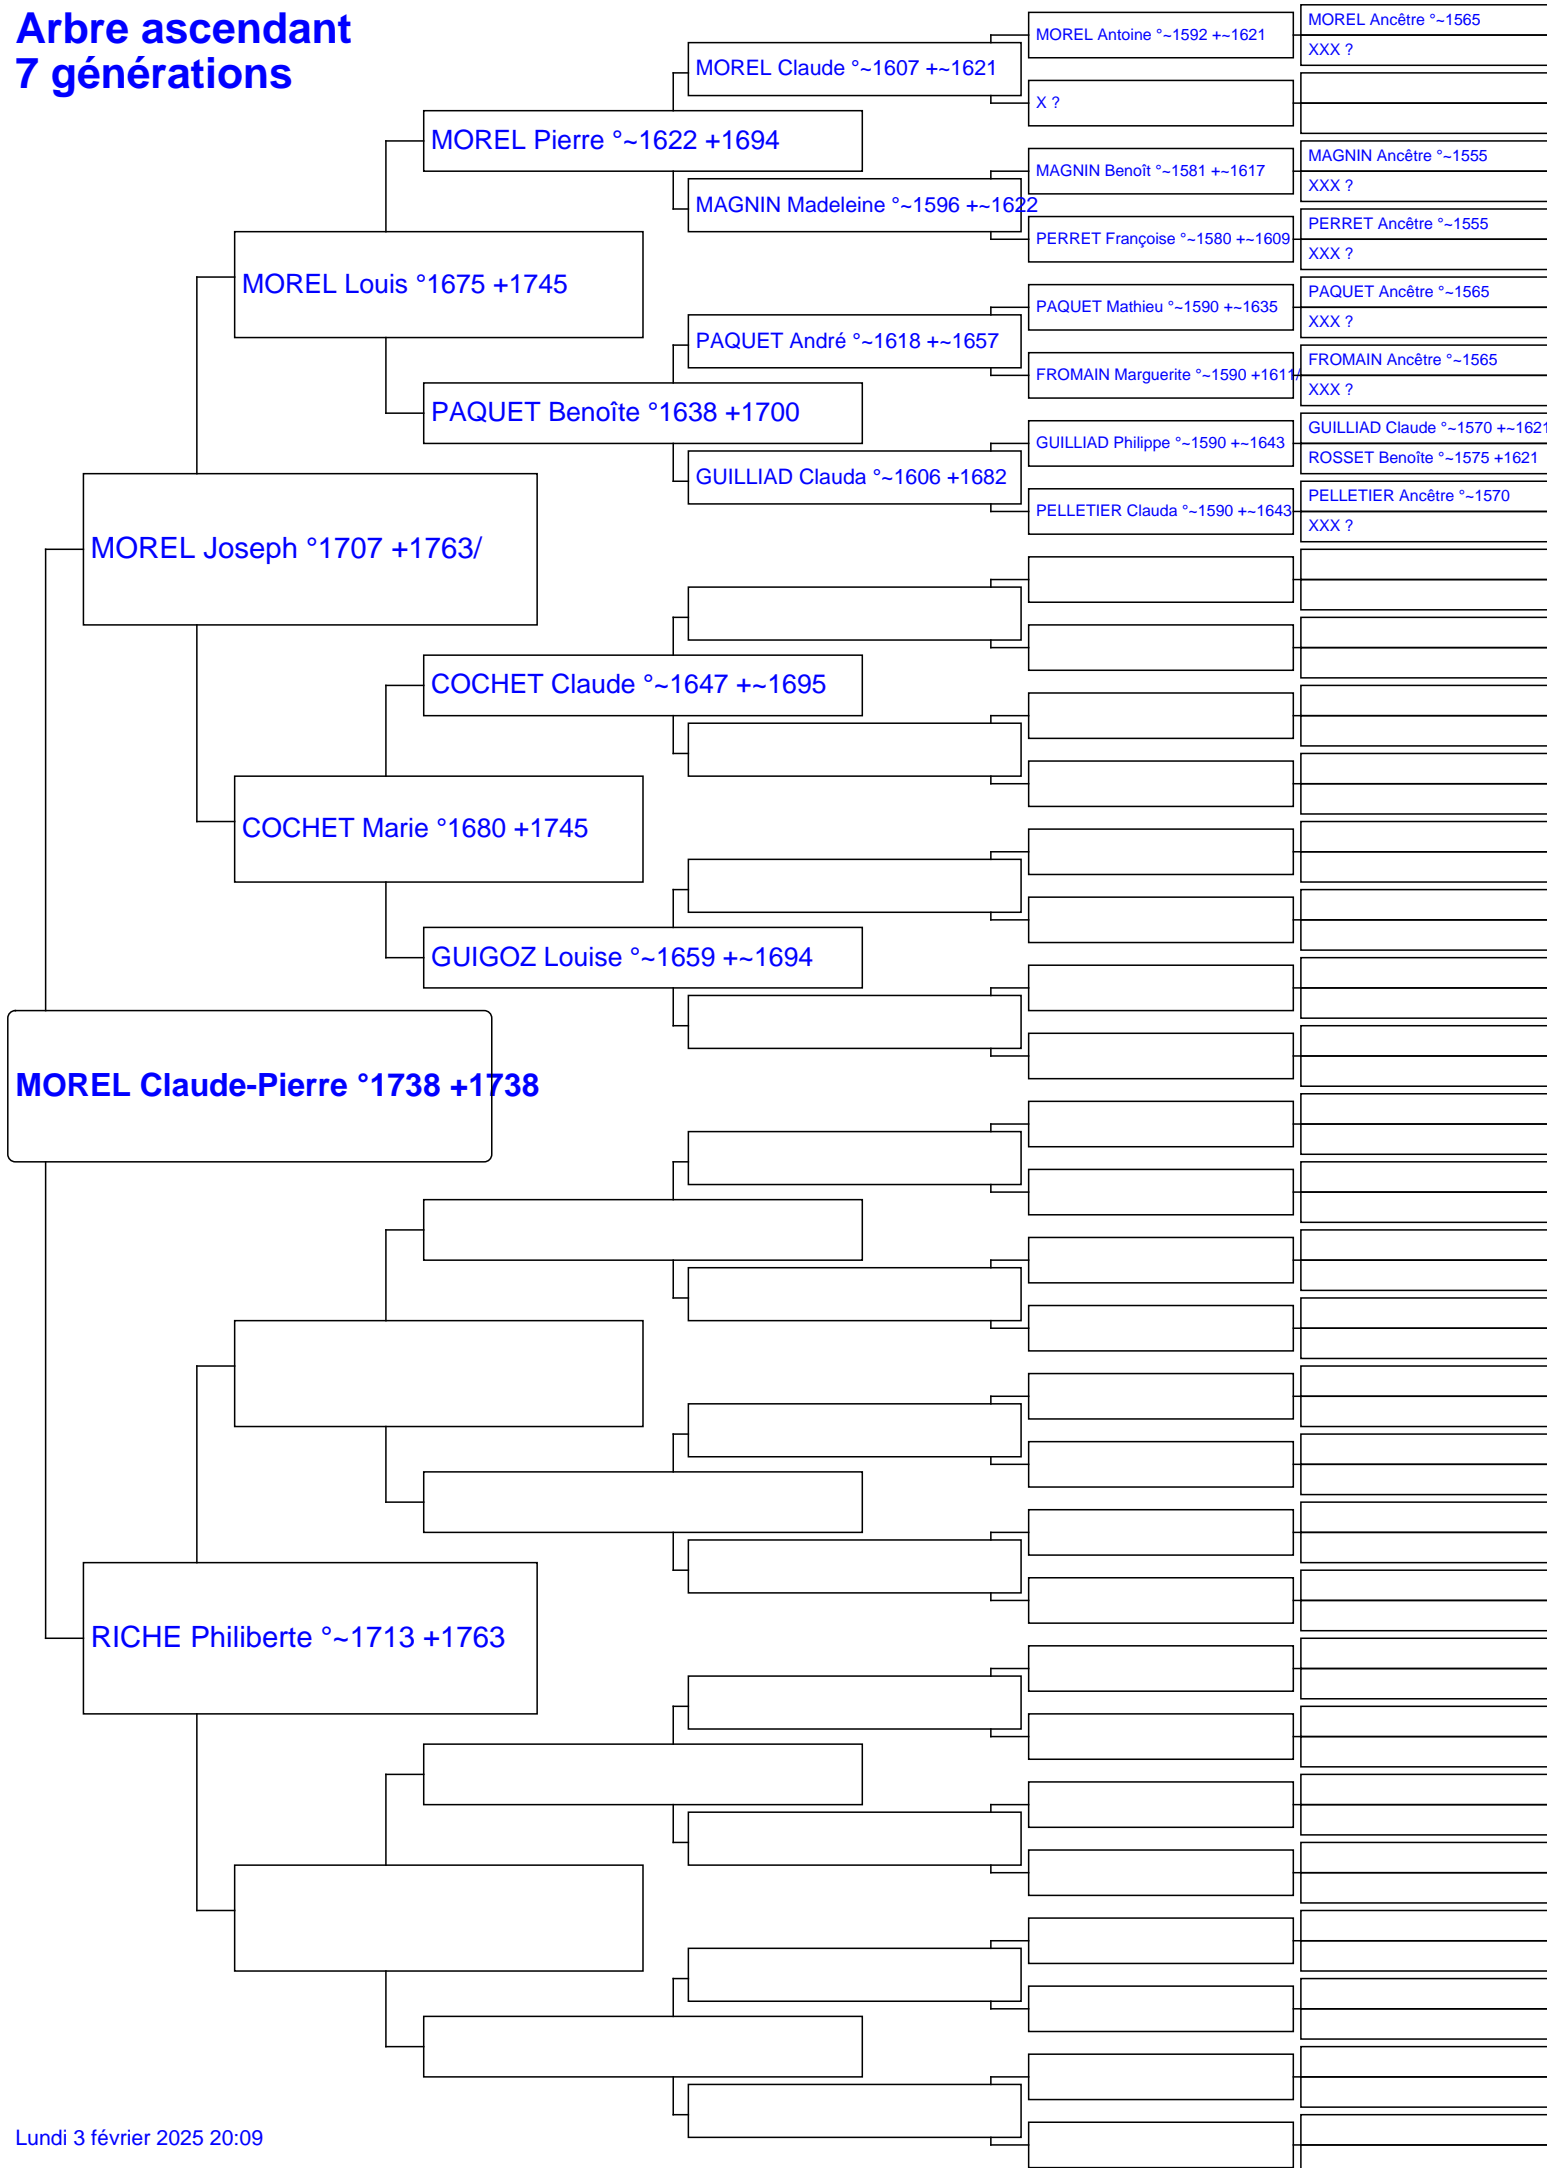 Arbre ascendant
7 générations
MOREL Antoine °~1592 +~1621
MOREL Ancêtre °~1565
XXX ?
MOREL Claude °~1607 +~1621
X ?
MOREL Pierre °~1622 +1694
MAGNIN Benoît °~1581 +~1617
MAGNIN Ancêtre °~1555
XXX ?
MAGNIN Madeleine °~1596 +~1622
PERRET Françoise °~1580 +~1609
PERRET Ancêtre °~1555
XXX ?
MOREL Louis °1675 +1745
PAQUET Mathieu °~1590 +~1635
PAQUET Ancêtre °~1565
XXX ?
PAQUET André °~1618 +~1657
FROMAIN Marguerite °~1590 +1611/
FROMAIN Ancêtre °~1565
XXX ?
PAQUET Benoîte °1638 +1700
GUILLIAD Philippe °~1590 +~1643
GUILLIAD Claude °~1570 +~1621
ROSSET Benoîte °~1575 +1621
GUILLIAD Clauda °~1606 +1682
PELLETIER Clauda °~1590 +~1643
PELLETIER Ancêtre °~1570
XXX ?
MOREL Joseph °1707 +1763/
COCHET Claude °~1647 +~1695
COCHET Marie °1680 +1745
GUIGOZ Louise °~1659 +~1694
MOREL Claude-Pierre °1738 +1738
RICHE Philiberte °~1713 +1763
Lundi 3 février 2025 20:09